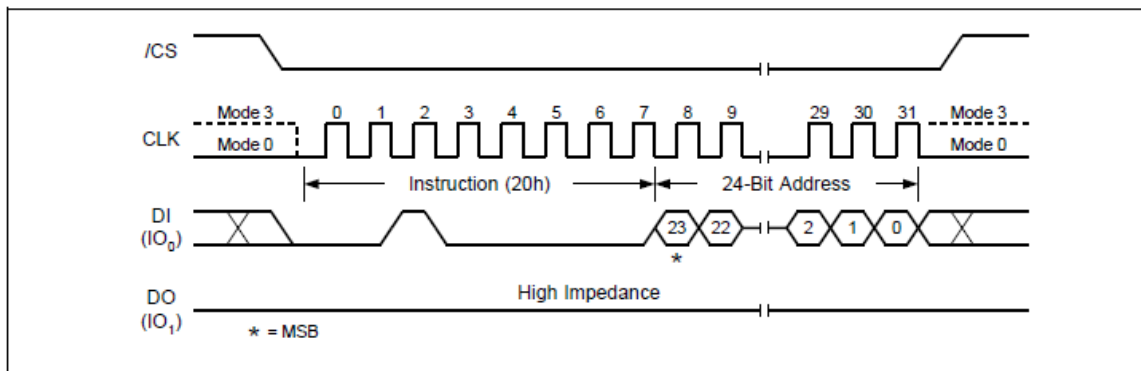 /CS
Mode 3 0 1 2 3 4 5 6 7 8 9 29 30 31 Mode 3
CLK Mode 0 Mode 0
Instruction (20h) 24-Bit Address
DI
(IO0) 23 22 2 1 0
*
High Impedance
DO
(IO1)
* = MSB